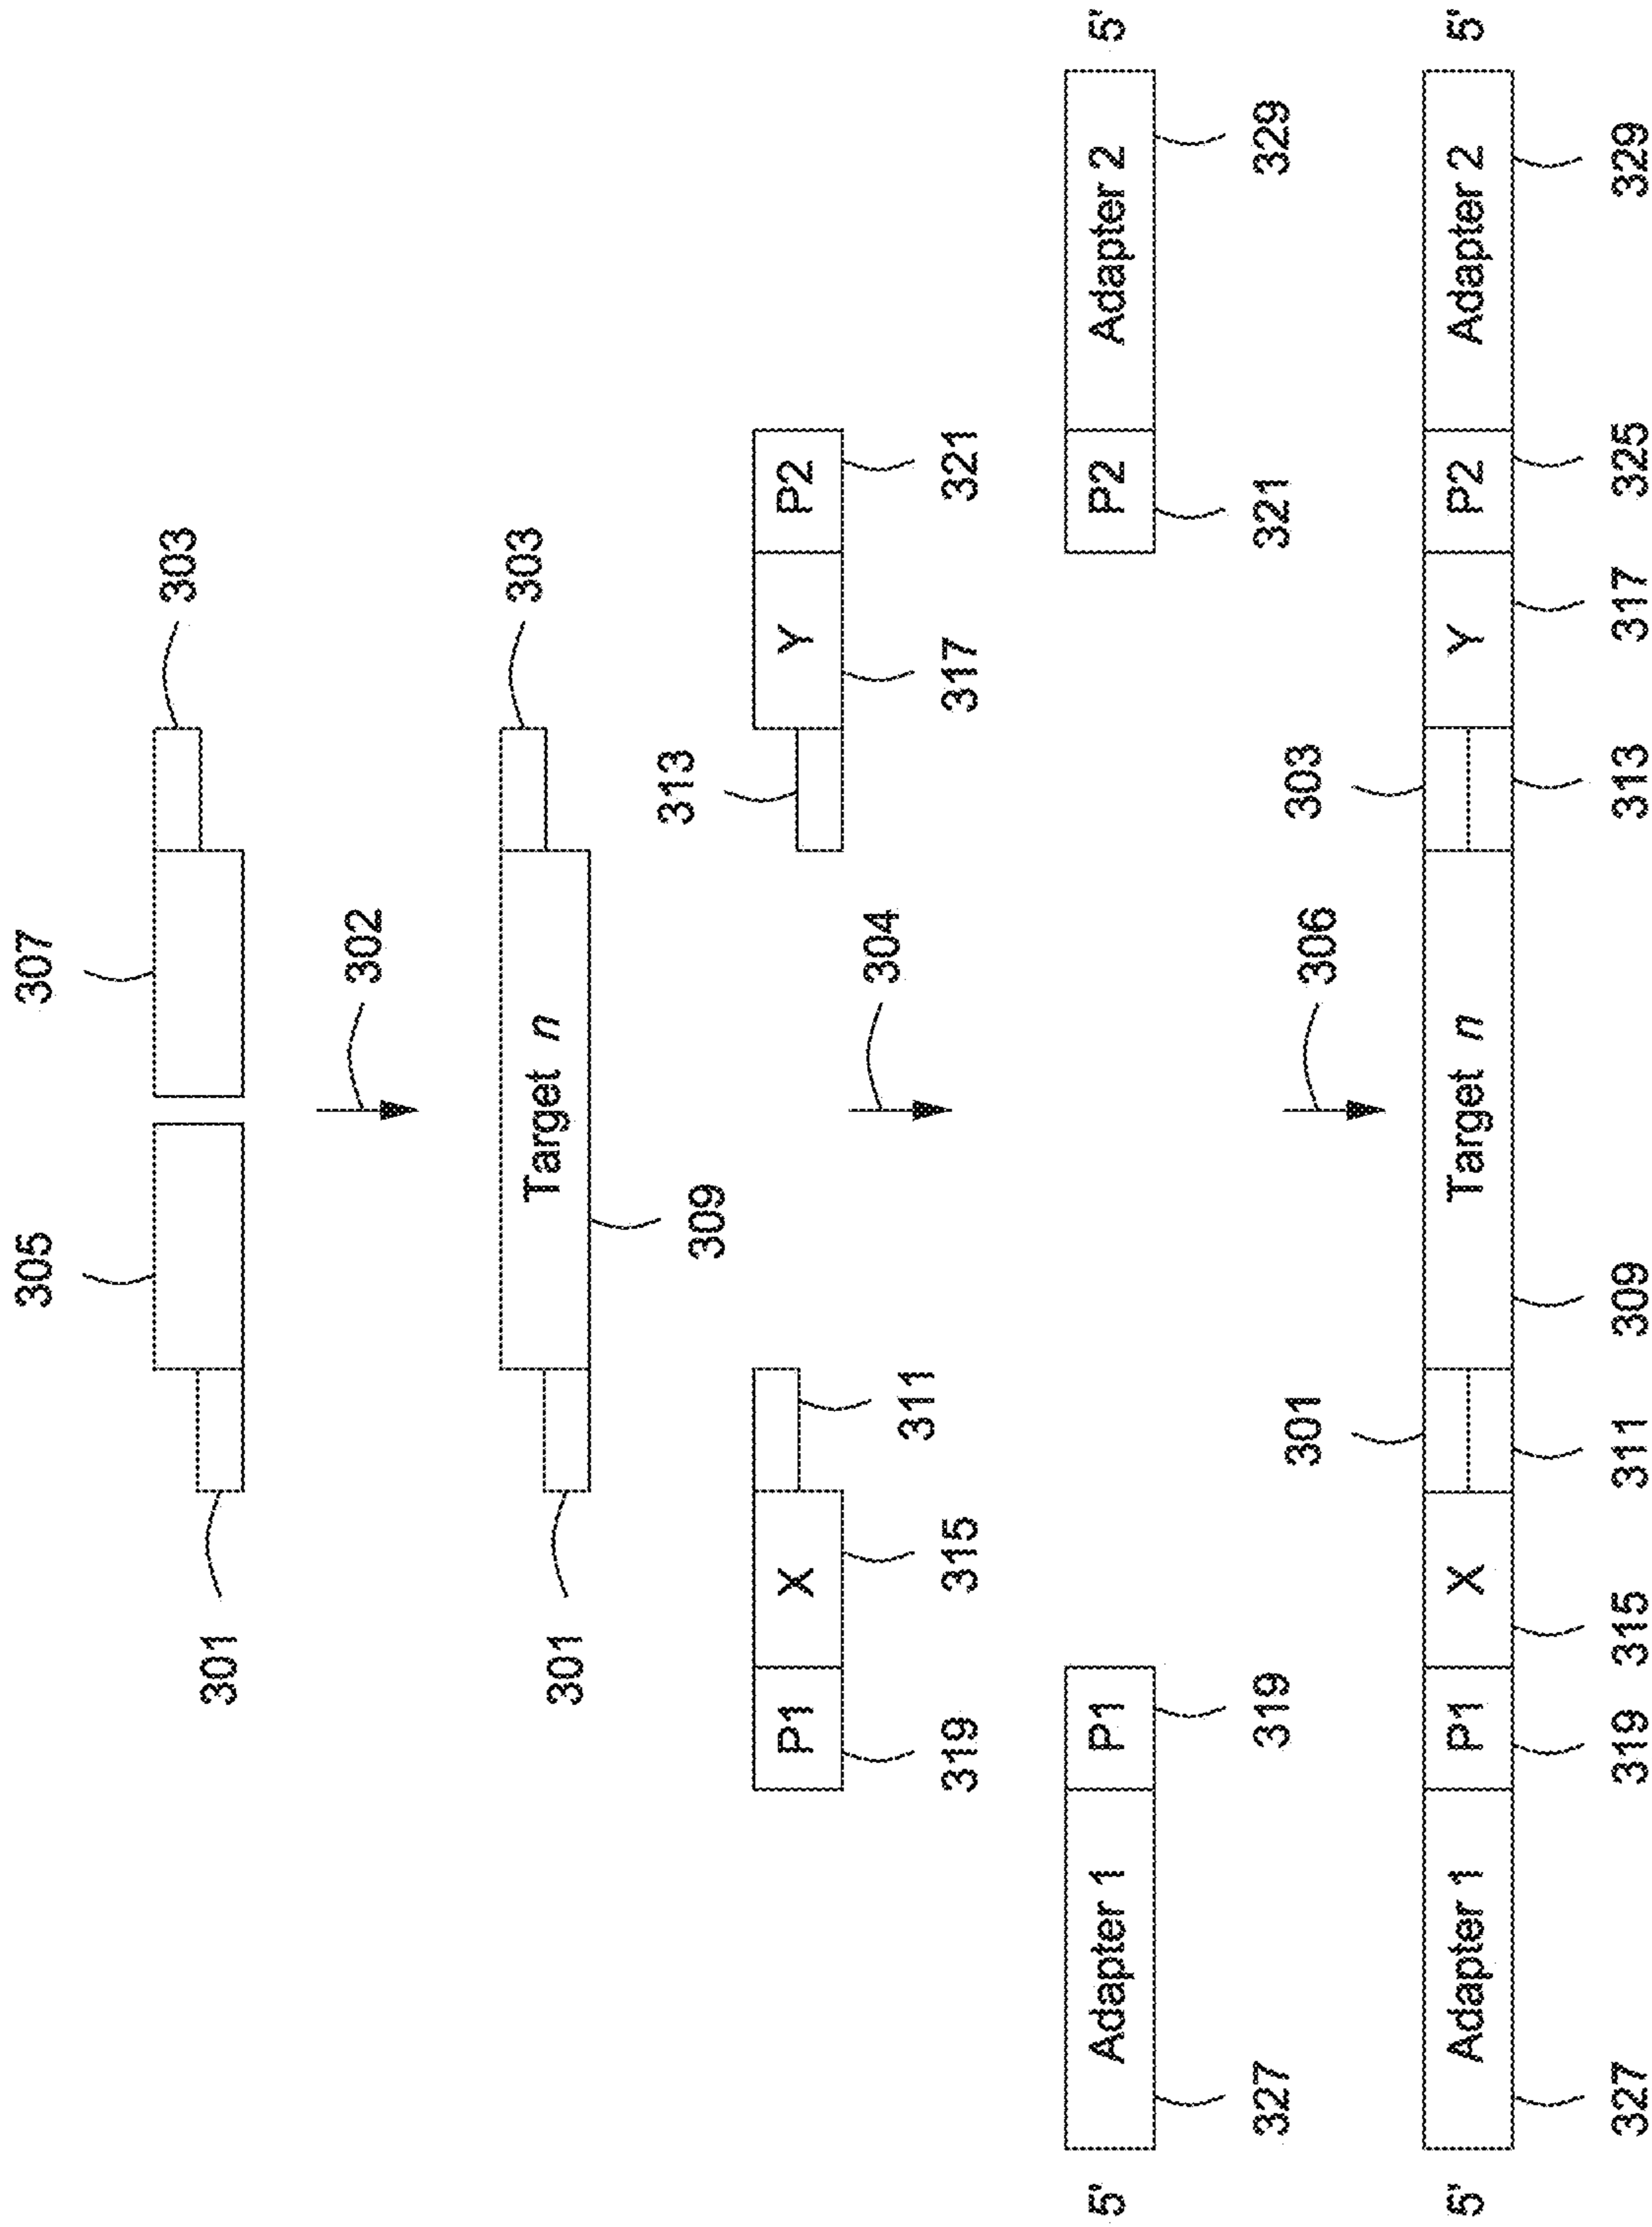 305 307
301 303
302
301 Target n 303
309
313
P1 X Y P2
319 315 311 317 321
304
5' Adapter 1 P1 P2 Adapter 2 5'
327 319 321 329
306
301 303
5' Adapter 1 P1 X Target n Y P2 Adapter 2 5'
327 319 315 311 309 313 317 325 329